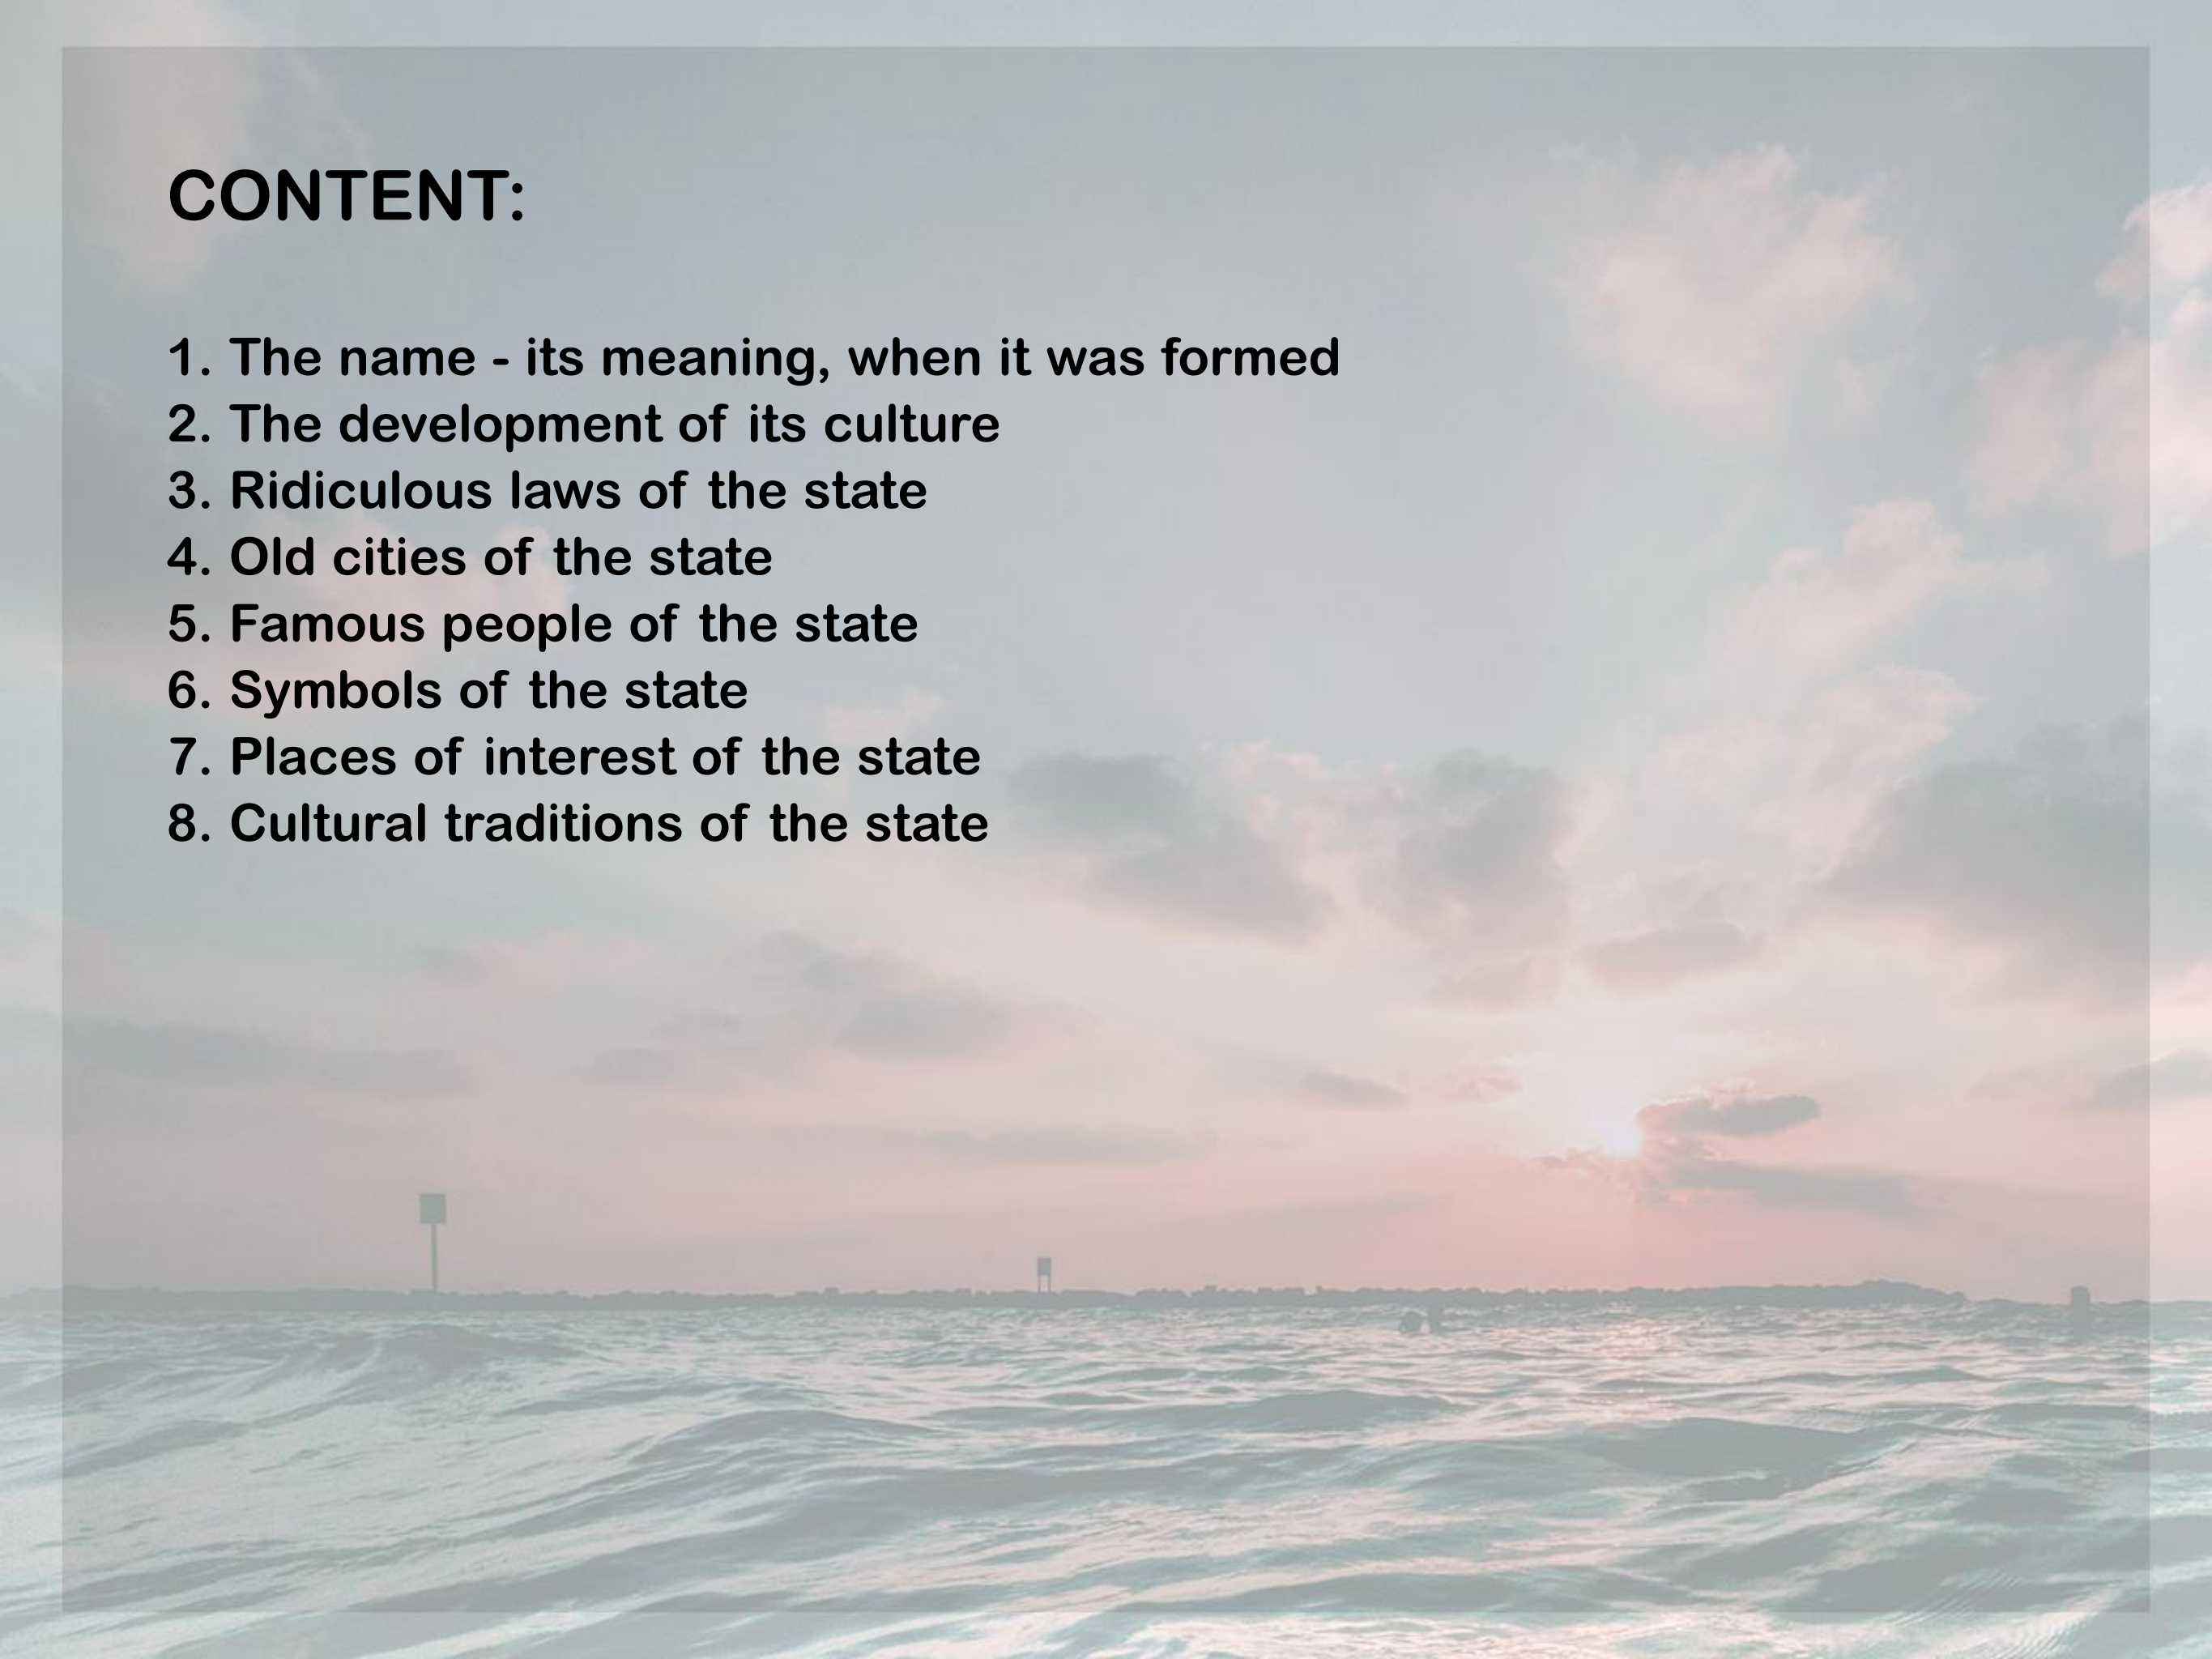 CONTENT:
1. The name - its meaning, when it was formed
2. The development of its culture
3. Ridiculous laws of the state
4. Old cities of the state
5. Famous people of the state
6. Symbols of the state
7. Places of interest of the state
8. Cultural traditions of the state